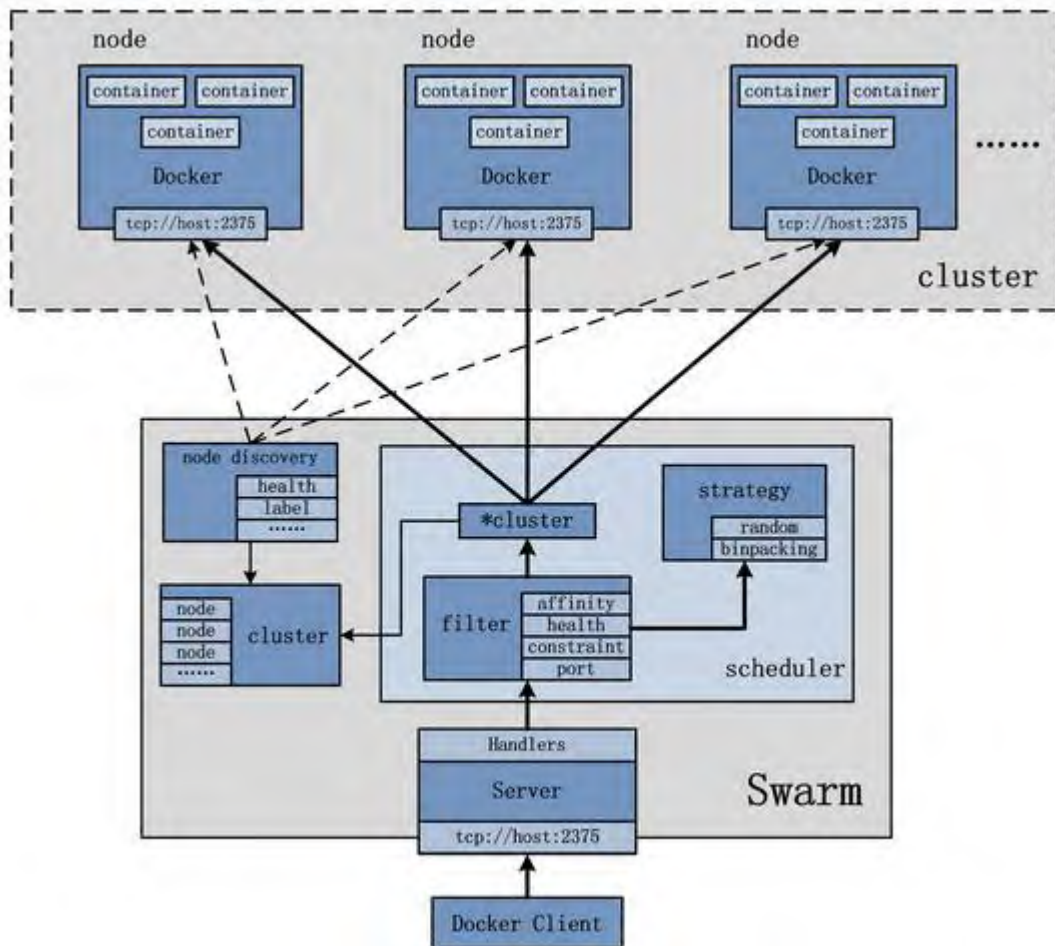 node
node
node
container container
container container
container container
container
container
container
Docker
Docker
Docker
......
tcp://host:2375
tcp://host:2375
tcp://host:2375
cluster
node discovery
health
label
......
*cluster
strategy
random
binpacking
node
node
node
......
cluster
filter
affinity
health
constraint
port
scheduler
Handlers
Server
tcp://host:2375
Swarm
Docker Client